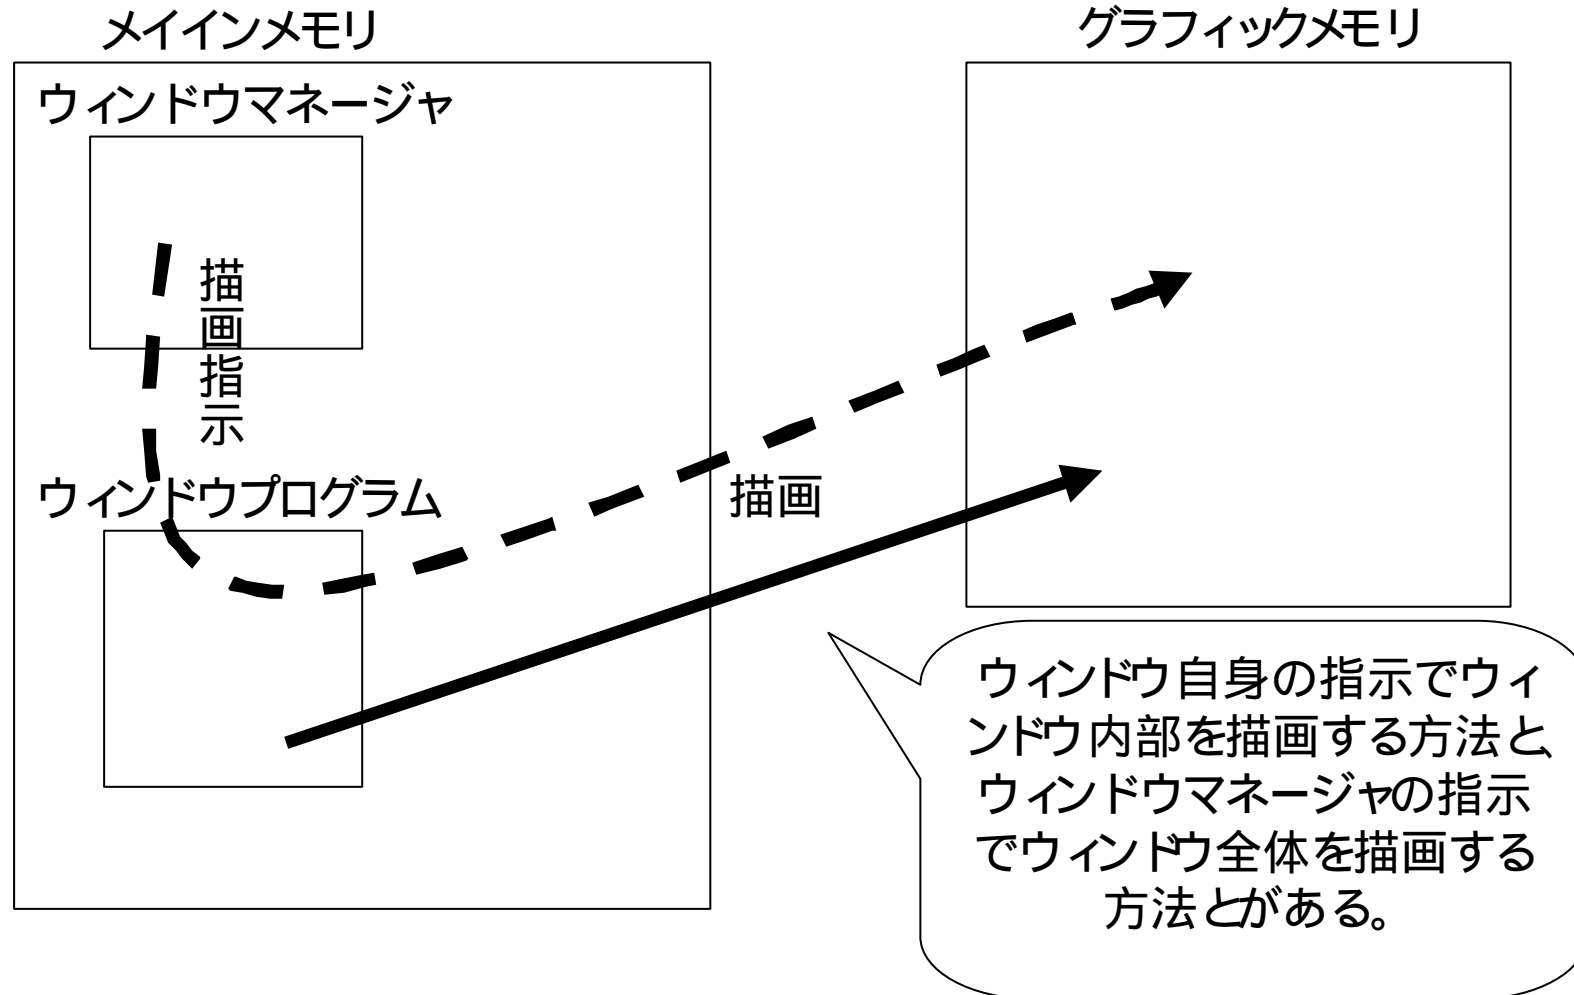 メイインメモリ
グラフィックメモリ
ウィンドウマネージャ
描画指示
ウィンドウプログラム
描画
ウィンドウ自身の指示でウィ
ンドウ内部を描画する方法と、
ウィンドウマネージャの指示
でウィンドウ全体を描画する
方法とがある。